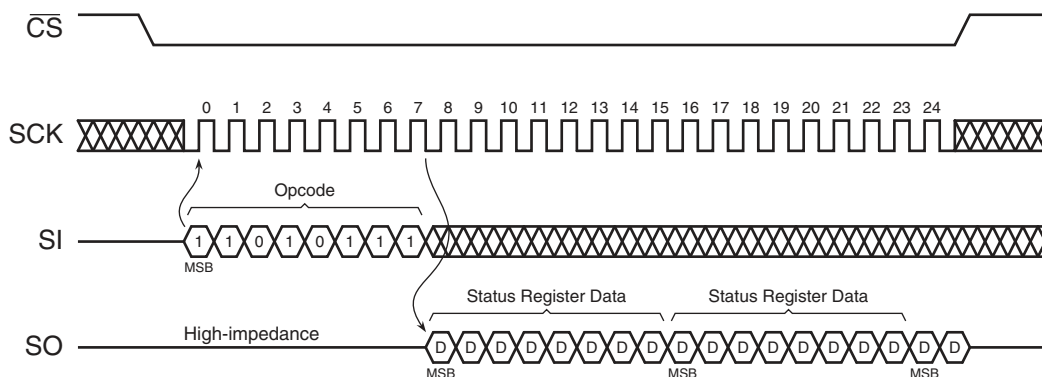 CS
0 1 2 3 4 5 6 7 8 9 10 11 12 13 14 15 16 17 18 19 20 21 22 23 24
SCK
Opcode
SI
1 1 0 1 0 1 1 1
MSB
Status Register Data Status Register Data
High-impedance
SO
D D D D D D D D D D D D D D D D D D
MSB MSB MSB